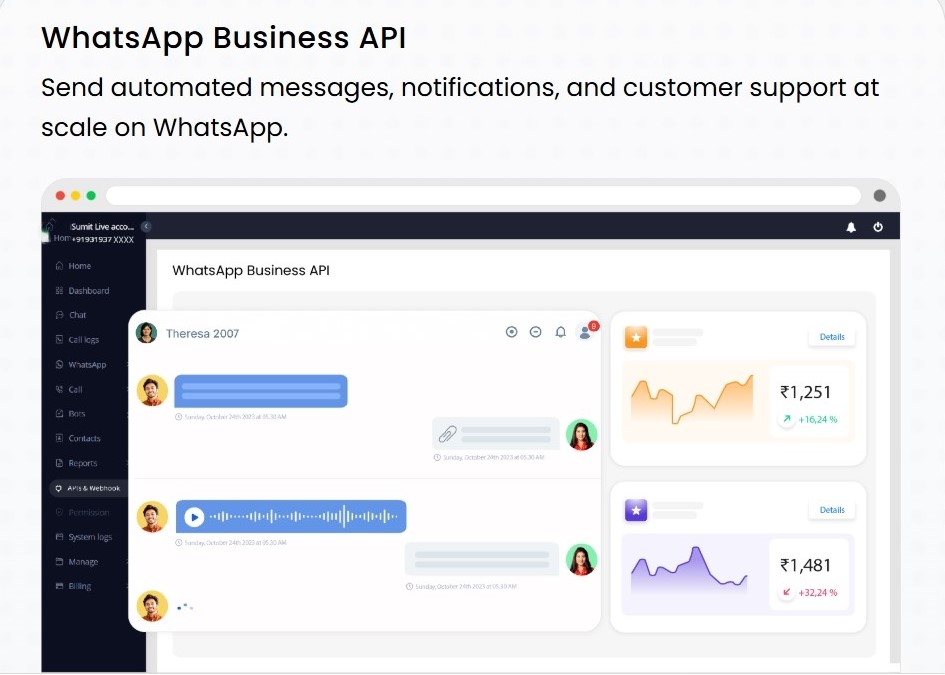 WhatsApp Business API
Send automated messages, notifications, and customer support at
scale on WhatsApp.
Sumit Live acco...
Hom +91931937 XXXX
Home
Dashboard
Chat
Call logs
WhatsApp
Call
Bots
Contacts
Reports
APIs & Webhook
Permission
System logs
Manage
Billing
WhatsApp Business API
Theresa 2007
9
Sunday, October 24th 2023 at 05.30 AM
Sunday, October 24th 2023 at 05.30 AM
Sunday, October 24th 2023 at 05.30 AM
Sunday, October 24th 2023 at 05.30 AM
Details
₹1,251
+16,24 %
Details
₹1,481
+32,24 %